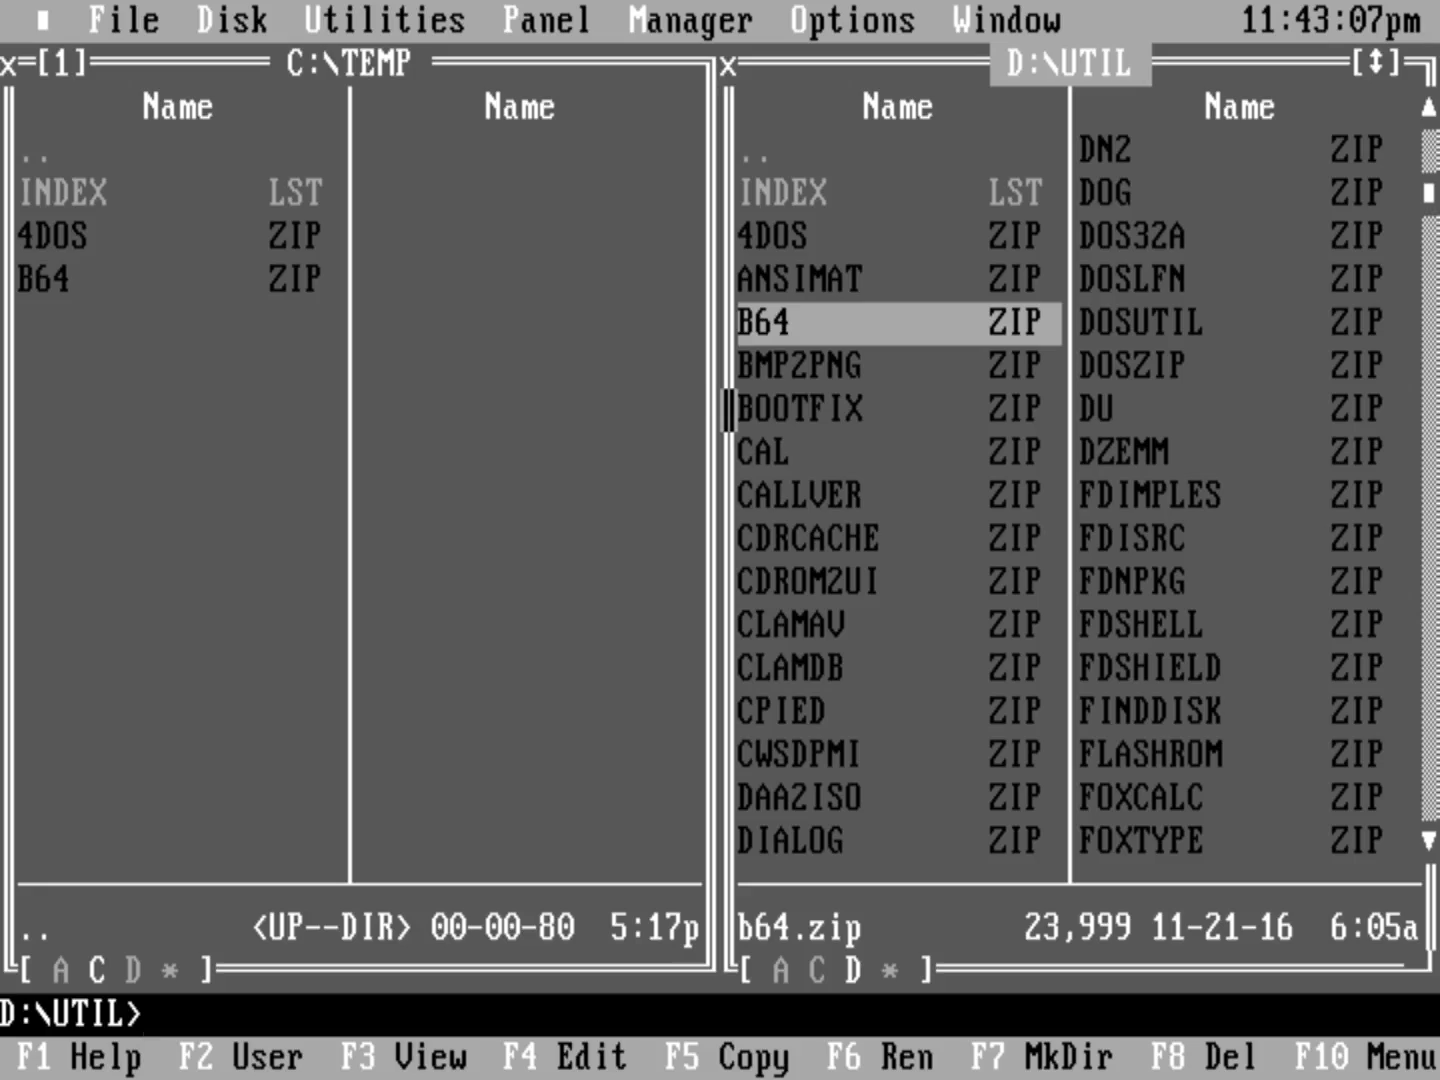 File Disk Utilities Panel Manager Options Window 11:43:07pm
x=[1] C:\TEMP x D:\UTIL [↕]
Name Name Name Name
.. .. DN2 ZIP
INDEX LST INDEX LST DOG ZIP
4DOS ZIP 4DOS ZIP DOS32A ZIP
B64 ZIP ANSIMAT ZIP DOSLFN ZIP
B64 ZIP DOSUTIL ZIP
BMP2PNG ZIP DOSZIP ZIP
BOOTFIX ZIP DU ZIP
CAL ZIP DZEMM ZIP
CALLVER ZIP FDIMPLES ZIP
CDRCACHE ZIP FDISRC ZIP
CDROM2UI ZIP FDNPKG ZIP
CLAMAV ZIP FDSHELL ZIP
CLAMDB ZIP FDSHIELD ZIP
CPIED ZIP FINDDISK ZIP
CWSDPMI ZIP FLASHROM ZIP
DAA2ISO ZIP FOXCALC ZIP
DIALOG ZIP FOXTYPE ZIP
.. <UP--DIR> 00-00-80 5:17p b64.zip 23,999 11-21-16 6:05a
[ A C D * ] [ A C D * ]
D:\UTIL>
F1 Help F2 User F3 View F4 Edit F5 Copy F6 Ren F7 MkDir F8 Del F10 Menu